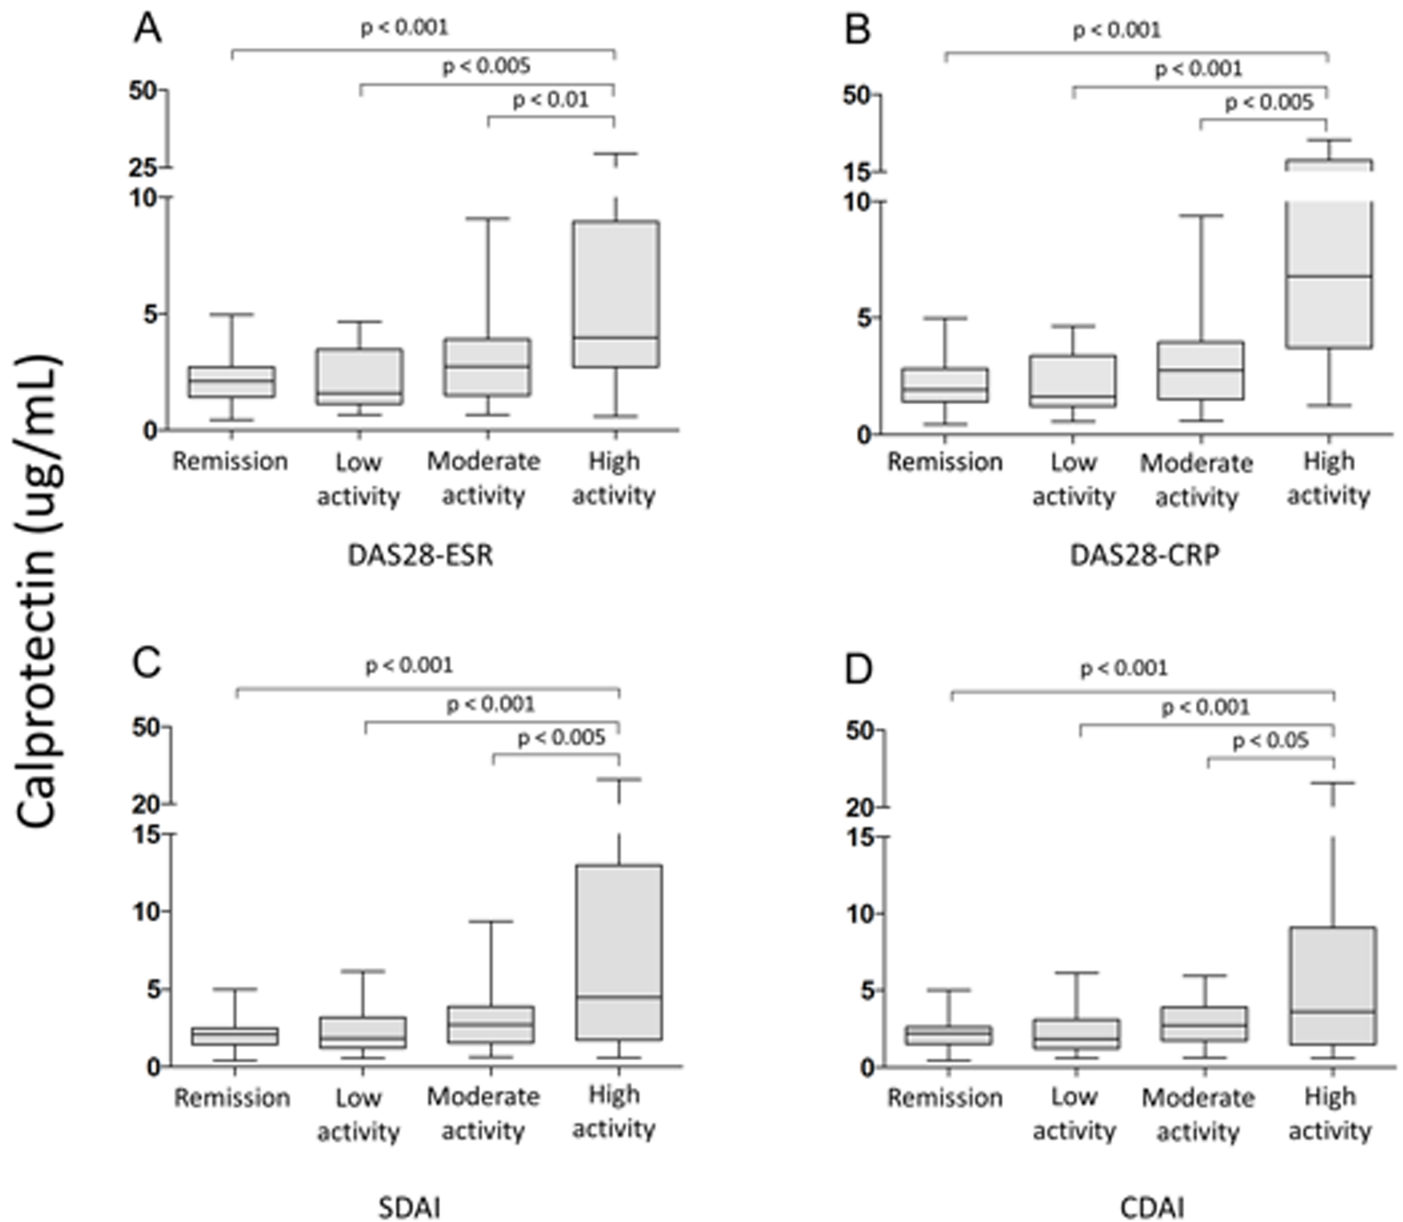 Calprotectin (ug/mL)
A
p < 0.001
p < 0.005
p < 0.01
50
25
10
5
0
Remission
Low activity
Moderate activity
High activity
DAS28-ESR
B
p < 0.001
p < 0.001
p < 0.005
50
15
10
5
0
Remission
Low activity
Moderate activity
High activity
DAS28-CRP
C
p < 0.001
p < 0.001
p < 0.005
50
20
15
10
5
0
Remission
Low activity
Moderate activity
High activity
SDAI
D
p < 0.001
p < 0.001
p < 0.05
50
20
15
10
5
0
Remission
Low activity
Moderate activity
High activity
CDAI